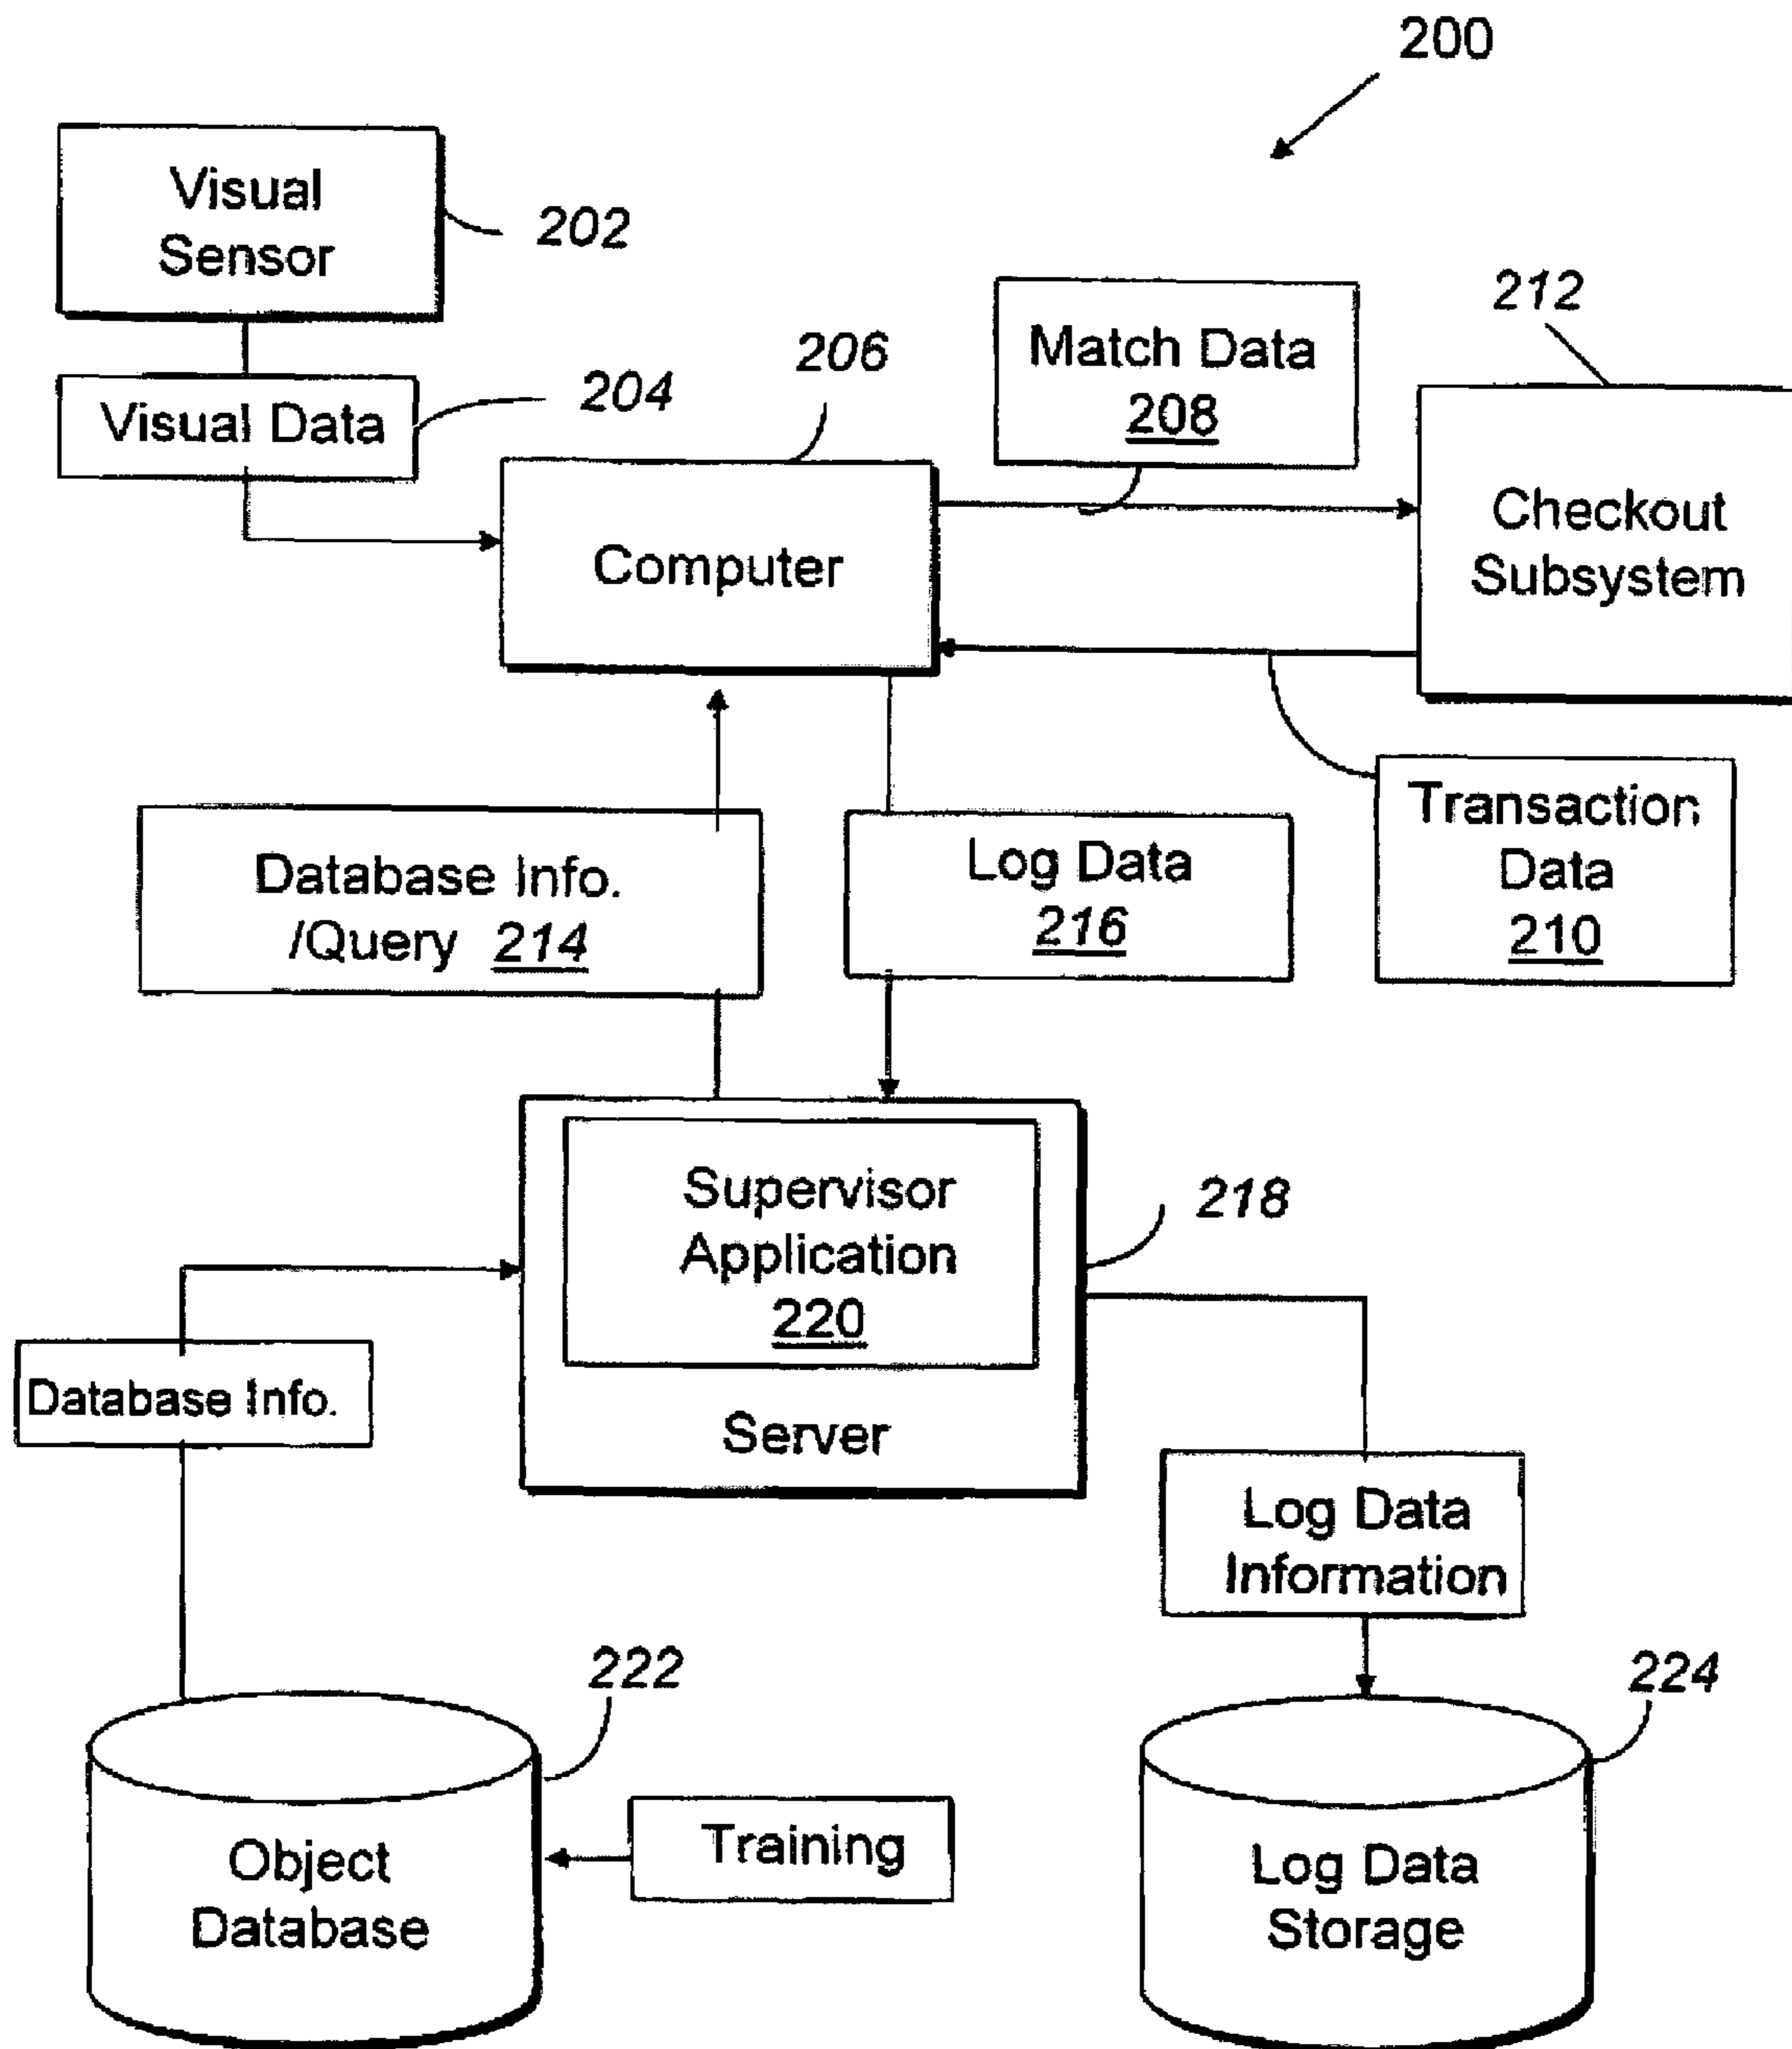 200
Visual
Sensor
202
212
Match Data
208
206
204
Visual Data
Checkout
Subsystem
Computer
Transaction
Data
210
Database Info.
/Query 214
Log Data
216
Supervisor
Application
220
Server
218
Database Info.
Log Data
Information
222
224
Object
Database
Training
Log Data
Storage